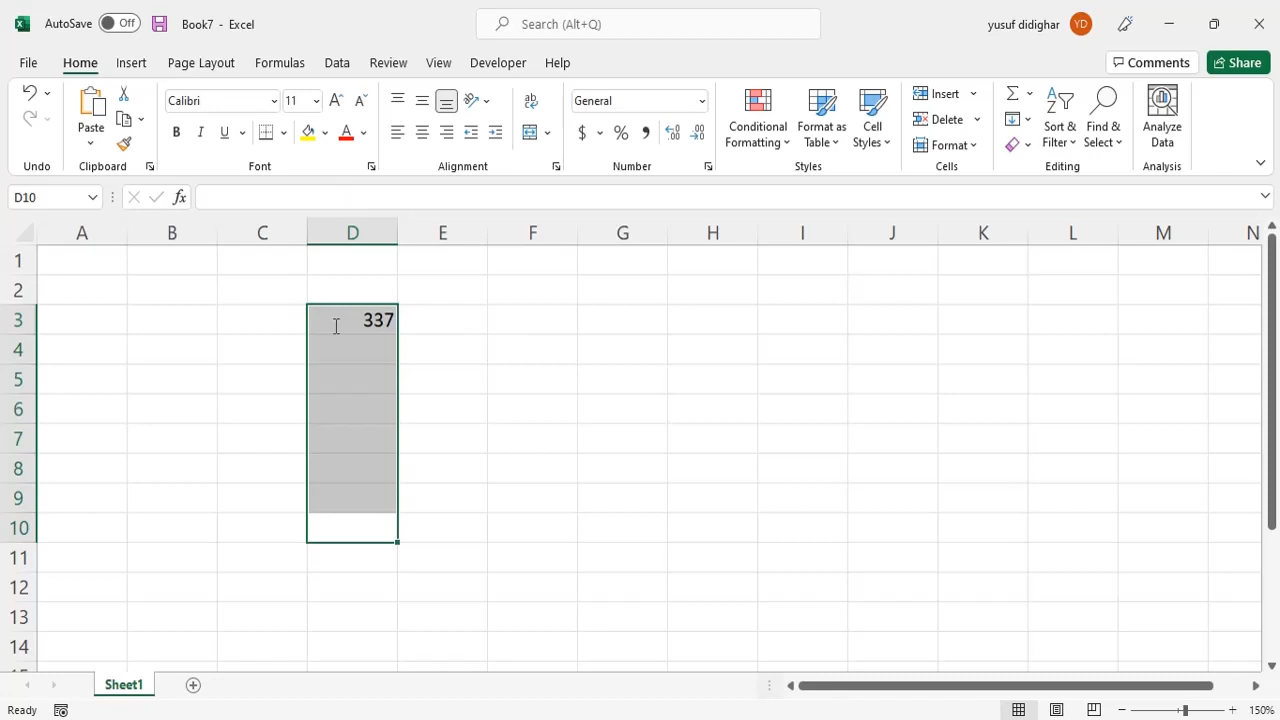 AutoSave Off Book7 - Excel Search (Alt+Q) yusuf didighar YD
File Home Insert Page Layout Formulas Data Review View Developer Help Comments Share
Calibri 11 General Insert
Paste B I U $ % Conditional Formatting Format as Table Cell Styles Delete Sort & Filter Find & Select Analyze Data
Format
Undo Clipboard Font Alignment Number Styles Cells Editing Analysis
D10 fx
A B C D E F G H I J K L M N
1
2
3 337
4
5
6
7
8
9
10
11
12
13
14
Sheet1
Ready 150%